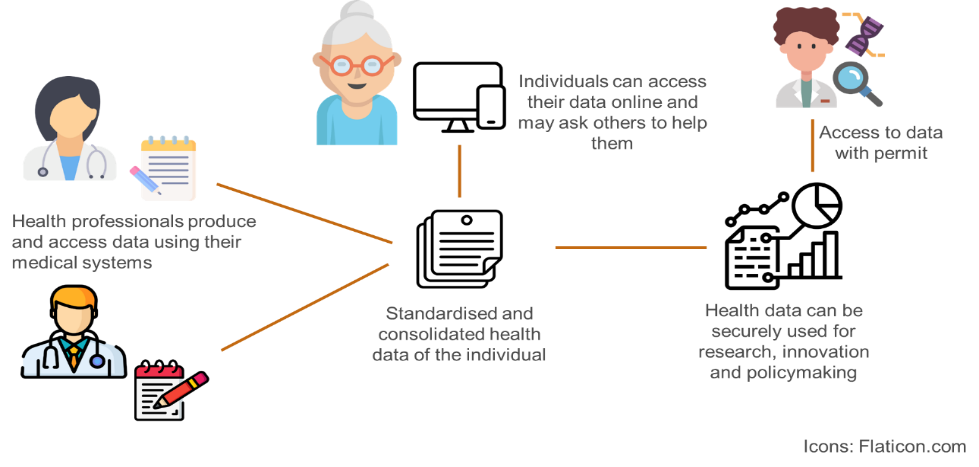 Individuals can access
their data online and
may ask others to help
them
Access to data
with permit
Health professionals produce
and access data using their
medical systems
Standardised and
consolidated health
data of the individual
Health data can be
securely used for
research, innovation
and policymaking
Icons: Flaticon.com